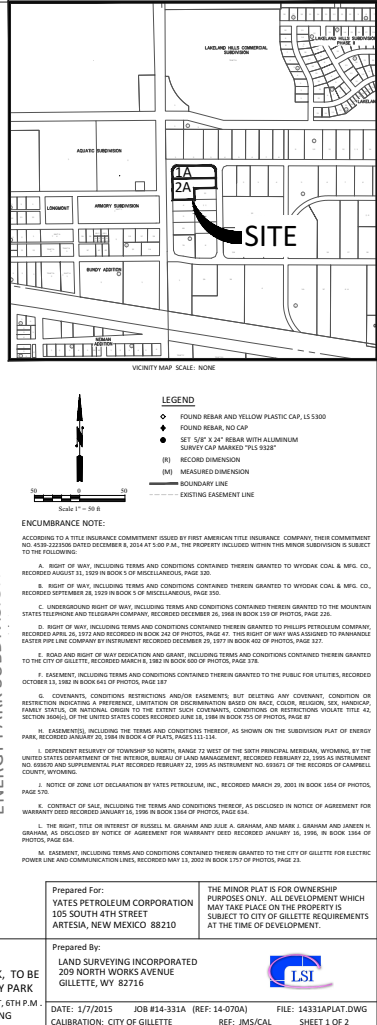 LAKELAND HILLS COMMERCIAL
SUBDIVISION
LAKELAND HILLS SUBDIVISION
PHASE II
AQUATIC SUBDIVISION
1A
2A
LONGMONT
ARMORY SUBDIVISION
SITE
BUNDY ADDITION
ADDITION
VICINITY MAP SCALE: NONE
LEGEND
FOUND REBAR AND YELLOW PLASTIC CAP, LS 5300
FOUND REBAR, NO CAP
SET 5/8" X 24" REBAR WITH ALUMINUM
SURVEY CAP MARKED "PLS 9328"
(R) RECORD DIMENSION
(M) MEASURED DIMENSION
BOUNDARY LINE
EXISTING EASEMENT LINE
50 0 50
Scale 1" = 50 ft
ENCUMBRANCE NOTE:
ACCORDING TO A TITLE INSURANCE COMMITMENT ISSUED BY FIRST AMERICAN TITLE INSURANCE COMPANY, THEIR COMMITMENT
NO. 4539-2223506 DATED DECEMBER 8, 2014 AT 5:00 P.M., THE PROPERTY INCLUDED WITHIN THIS MINOR SUBDIVISION IS SUBJECT
TO THE FOLLOWING:
A. RIGHT OF WAY, INCLUDING TERMS AND CONDITIONS CONTAINED THEREIN GRANTED TO WYODAK COAL & MFG. CO.,
RECORDED AUGUST 31, 1929 IN BOOK 5 OF MISCELLANEOUS, PAGE 320.
B. RIGHT OF WAY, INCLUDING TERMS AND CONDITIONS CONTAINED THEREIN GRANTED TO WYODAK COAL & MFG. CO.,
RECORDED SEPTEMBER 28, 1929 IN BOOK 5 OF MISCELLANEOUS, PAGE 350.
C. UNDERGROUND RIGHT OF WAY, INCLUDING TERMS AND CONDITIONS CONTAINED THEREIN GRANTED TO THE MOUNTAIN
STATES TELEPHONE AND TELEGRAPH COMPANY, RECORDED DECEMBER 26, 1968 IN BOOK 159 OF PHOTOS, PAGE 226.
D. RIGHT OF WAY, INCLUDING TERMS AND CONDITIONS CONTAINED THEREIN GRANTED TO PHILLIPS PETROLEUM COMPANY,
RECORDED APRIL 26, 1972 AND RECORDED IN BOOK 242 OF PHOTOS, PAGE 47. THIS RIGHT OF WAY WAS ASSIGNED TO PANHANDLE
EASTER PIPE LINE COMPANY BY INSTRUMENT RECORDED DECEMBER 29, 1977 IN BOOK 402 OF PHOTOS, PAGE 327.
E. ROAD AND RIGHT OF WAY DEDICATION AND GRANT, INCLUDING TERMS AND CONDITIONS CONTAINED THEREIN GRANTED
TO THE CITY OF GILLETTE, RECORDED MARCH 8, 1982 IN BOOK 600 OF PHOTOS, PAGE 378.
F. EASEMENT, INCLUDING TERMS AND CONDITIONS CONTAINED THEREIN GRANTED TO THE PUBLIC FOR UTILITIES, RECORDED
OCTOBER 13, 1982 IN BOOK 641 OF PHOTOS, PAGE 187
G. COVENANTS, CONDITIONS RESTRICTIONS AND/OR EASEMENTS; BUT DELETING ANY COVENANT, CONDITION OR
RESTRICTION INDICATING A PREFERENCE, LIMITATION OR DISCRIMINATION BASED ON RACE, COLOR, RELIGION, SEX, HANDICAP,
FAMILY STATUS, OR NATIONAL ORIGIN TO THE EXTENT SUCH COVENANTS, CONDITIONS OR RESTRICTIONS VIOLATE TITLE 42,
SECTION 3604(c), OF THE UNITED STATES CODES RECORDED JUNE 18, 1984 IN BOOK 755 OF PHOTOS, PAGE 87
H. EASEMENT(S), INCLUDING THE TERMS AND CONDITIONS THEREOF, AS SHOWN ON THE SUBDIVISION PLAT OF ENERGY
PARK, RECORDED JANUARY 20, 1984 IN BOOK 4 OF PLATS, PAGES 111-114.
I. DEPENDENT RESURVEY OF TOWNSHIP 50 NORTH, RANGE 72 WEST OF THE SIXTH PRINCIPAL MERIDIAN, WYOMING, BY THE
UNITED STATES DEPARTMENT OF THE INTERIOR, BUREAU OF LAND MANAGEMENT, RECORDED FEBRUARY 22, 1995 AS INSTRUMENT
NO. 693670 AND SUPPLEMENTAL PLAT RECORDED FEBRUARY 22, 1995 AS INSTRUMENT NO. 693671 OF THE RECORDS OF CAMPBELL
COUNTY, WYOMING.
J. NOTICE OF ZONE LOT DECLARATION BY YATES PETROLEUM, INC., RECORDED MARCH 29, 2001 IN BOOK 1654 OF PHOTOS,
PAGE 570.
K. CONTRACT OF SALE, INCLUDING THE TERMS AND CONDITIONS THEREOF, AS DISCLOSED IN NOTICE OF AGREEMENT FOR
WARRANTY DEED RECORDED JANUARY 16, 1996 IN BOOK 1364 OF PHOTOS, PAGE 634.
L. THE RIGHT, TITLE OR INTEREST OF RUSSELL M. GRAHAM AND JULIE A. GRAHAM, AND MARK J. GRAHAM AND JANEEN H.
GRAHAM, AS DISCLOSED BY NOTICE OF AGREEMENT FOR WARRANTY DEED RECORDED JANUARY 16, 1996, IN BOOK 1364 OF
PHOTOS, PAGE 634.
M. EASEMENT, INCLUDING TERMS AND CONDITIONS CONTAINED THEREIN GRANTED TO THE CITY OF GILLETTE FOR ELECTRIC
POWER LINE AND COMMUNICATION LINES, RECORDED MAY 13, 2002 IN BOOK 1757 OF PHOTOS, PAGE 23.
Prepared For:
YATES PETROLEUM CORPORATION
105 SOUTH 4TH STREET
ARTESIA, NEW MEXICO 88210
THE MINOR PLAT IS FOR OWNERSHIP
PURPOSES ONLY. ALL DEVELOPMENT WHICH
MAY TAKE PLACE ON THE PROPERTY IS
SUBJECT TO CITY OF GILLETTE REQUIREMENTS
AT THE TIME OF DEVELOPMENT.
Prepared By:
LAND SURVEYING INCORPORATED
209 NORTH WORKS AVENUE
GILLETTE, WY 82716
LSI
K, TO BE
Y PARK
T, 6TH P.M.
NG
DATE: 1/7/2015 JOB #14-331A (REF: 14-070A) FILE: 14331APLAT.DWG
CALIBRATION: CITY OF GILLETTE REF: JMS/CAL SHEET 1 OF 2